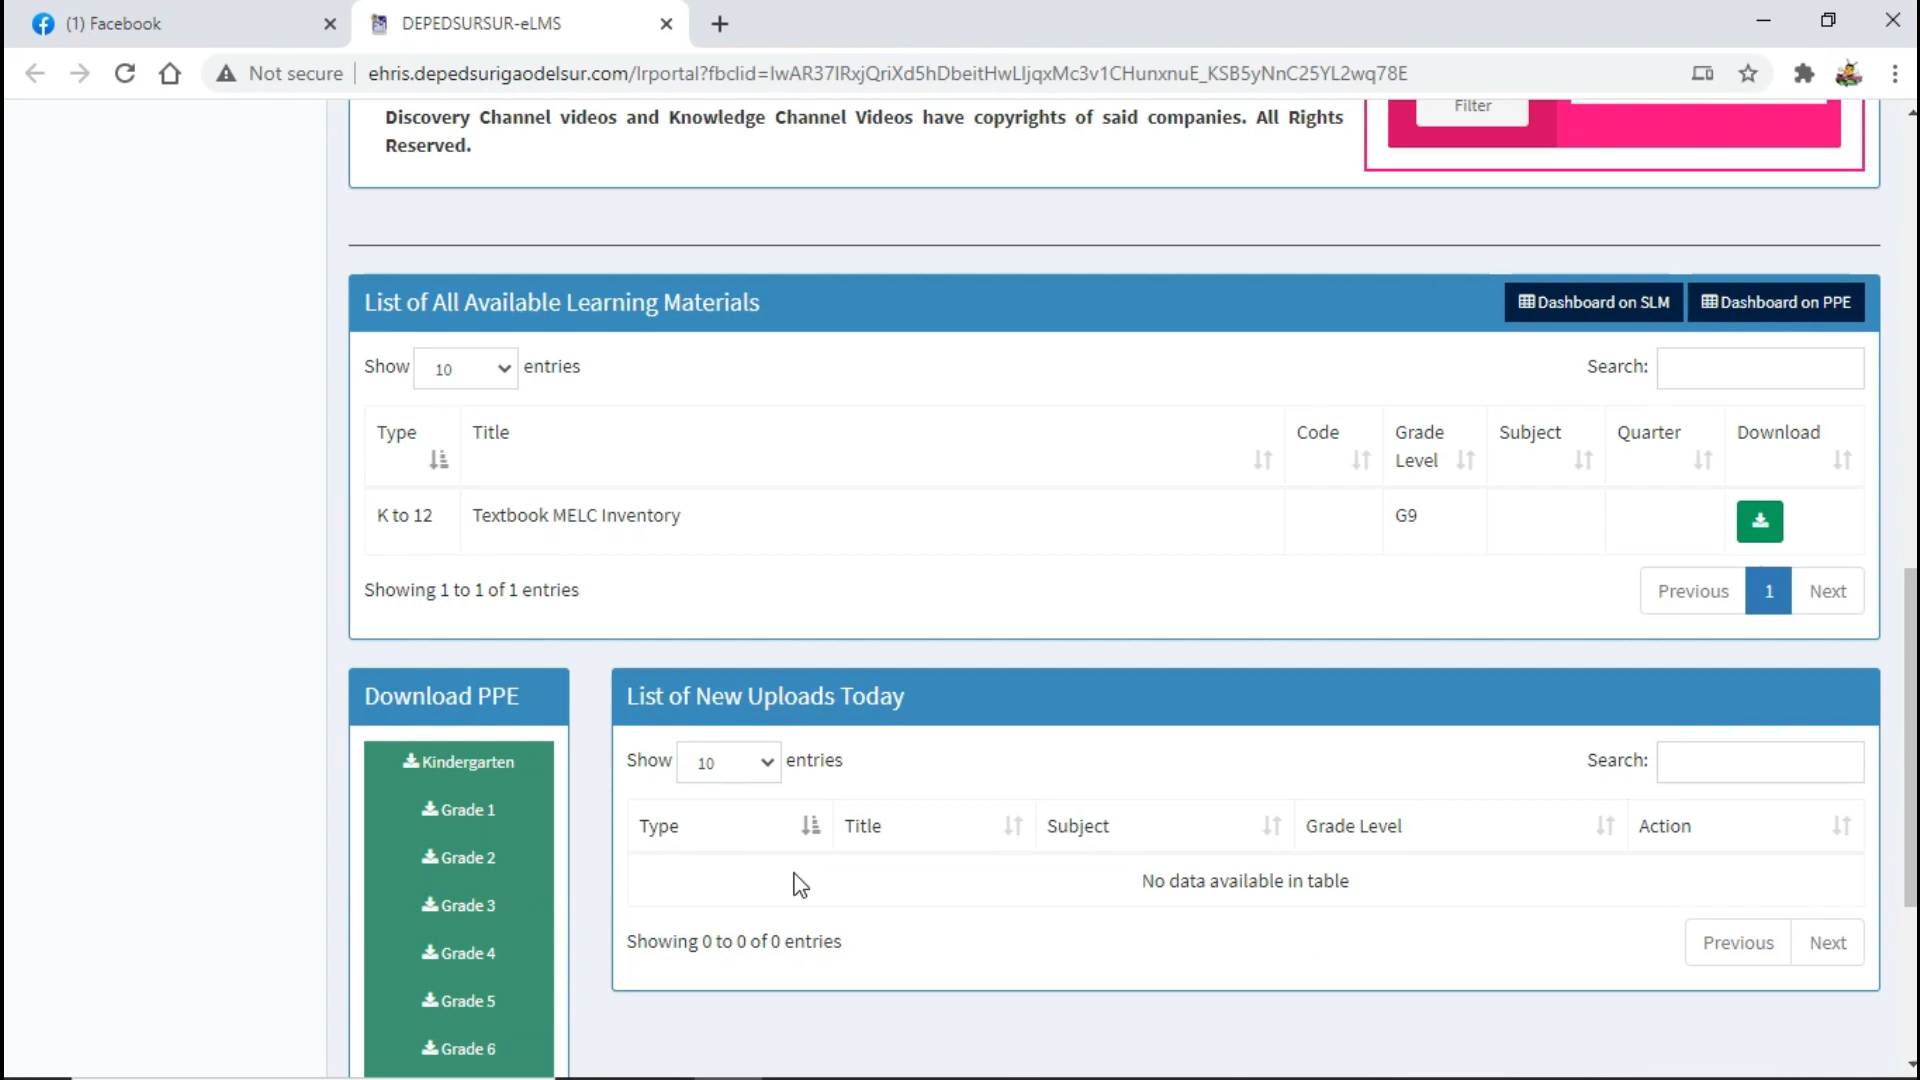 (1) Facebook
DEPEDSURSUR-eLMS
Not secure
ehris.depedsurigaodelsur.com/lrportal?fbclid=IwAR37IRxjQriXd5hDbeitHwLIjqxMc3v1CHunxnuE_KSB5yNnC25YL2wq78E
Discovery Channel videos and Knowledge Channel Videos have copyrights of said companies. All Rights
Reserved.
Filter
List of All Available Learning Materials
Dashboard on SLM
Dashboard on PPE
Show 10 entries
Search:
Type
Title
Code
Grade
Level
Subject
Quarter
Download
K to 12
Textbook MELC Inventory
G9
Showing 1 to 1 of 1 entries
Previous
1
Next
Download PPE
Kindergarten
Grade 1
Grade 2
Grade 3
Grade 4
Grade 5
Grade 6
List of New Uploads Today
Show 10 entries
Search:
Type
Title
Subject
Grade Level
Action
No data available in table
Showing 0 to 0 of 0 entries
Previous
Next